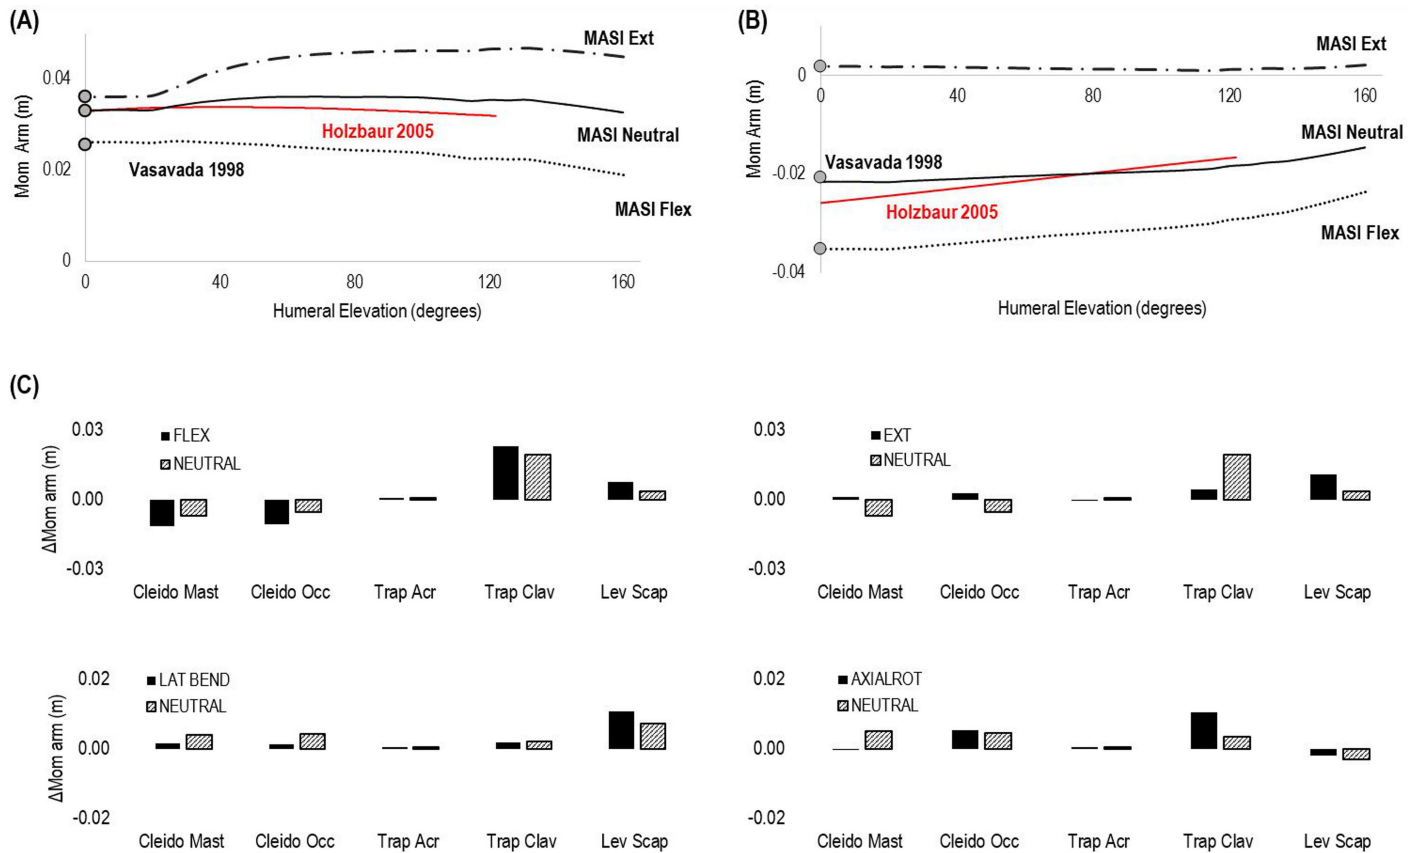 (A)
MASI Ext
0.04
Mom Arm (m)
Holzbaur 2005
MASI Neutral
0.02
Vasavada 1998
MASI Flex
0
0 40 80 120 160
Humeral Elevation (degrees)
(B)
MASI Ext
0
0 40 80 120 160
Mom Arm (m)
MASI Neutral
Vasavada 1998
-0.02
Holzbaur 2005
MASI Flex
-0.04
Humeral Elevation (degrees)
(C)
0.03
FLEX
NEUTRAL
0.00
ΔMom arm (m)
-0.03
Cleido Mast Cleido Occ Trap Acr Trap Clav Lev Scap
0.03
EXT
NEUTRAL
0.00
-0.03
Cleido Mast Cleido Occ Trap Acr Trap Clav Lev Scap
0.02
LAT BEND
NEUTRAL
0.00
ΔMom arm (m)
-0.02
Cleido Mast Cleido Occ Trap Acr Trap Clav Lev Scap
0.02
AXIALROT
NEUTRAL
0.00
-0.02
Cleido Mast Cleido Occ Trap Acr Trap Clav Lev Scap